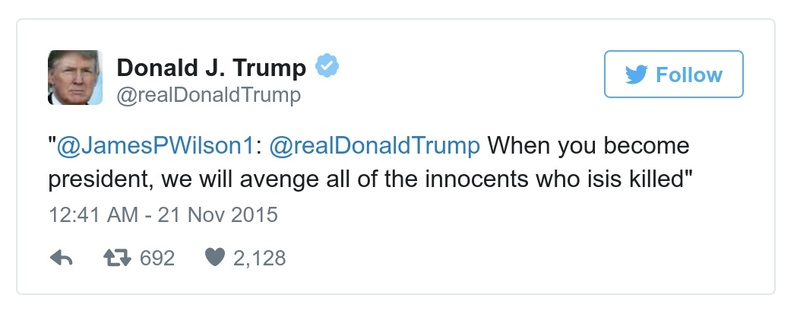 Donald J. Trump
@realDonaldTrump
Follow
"@JamesPWilson1: @realDonaldTrump When you become
president, we will avenge all of the innocents who isis killed"
12:41 AM - 21 Nov 2015
692 2,128